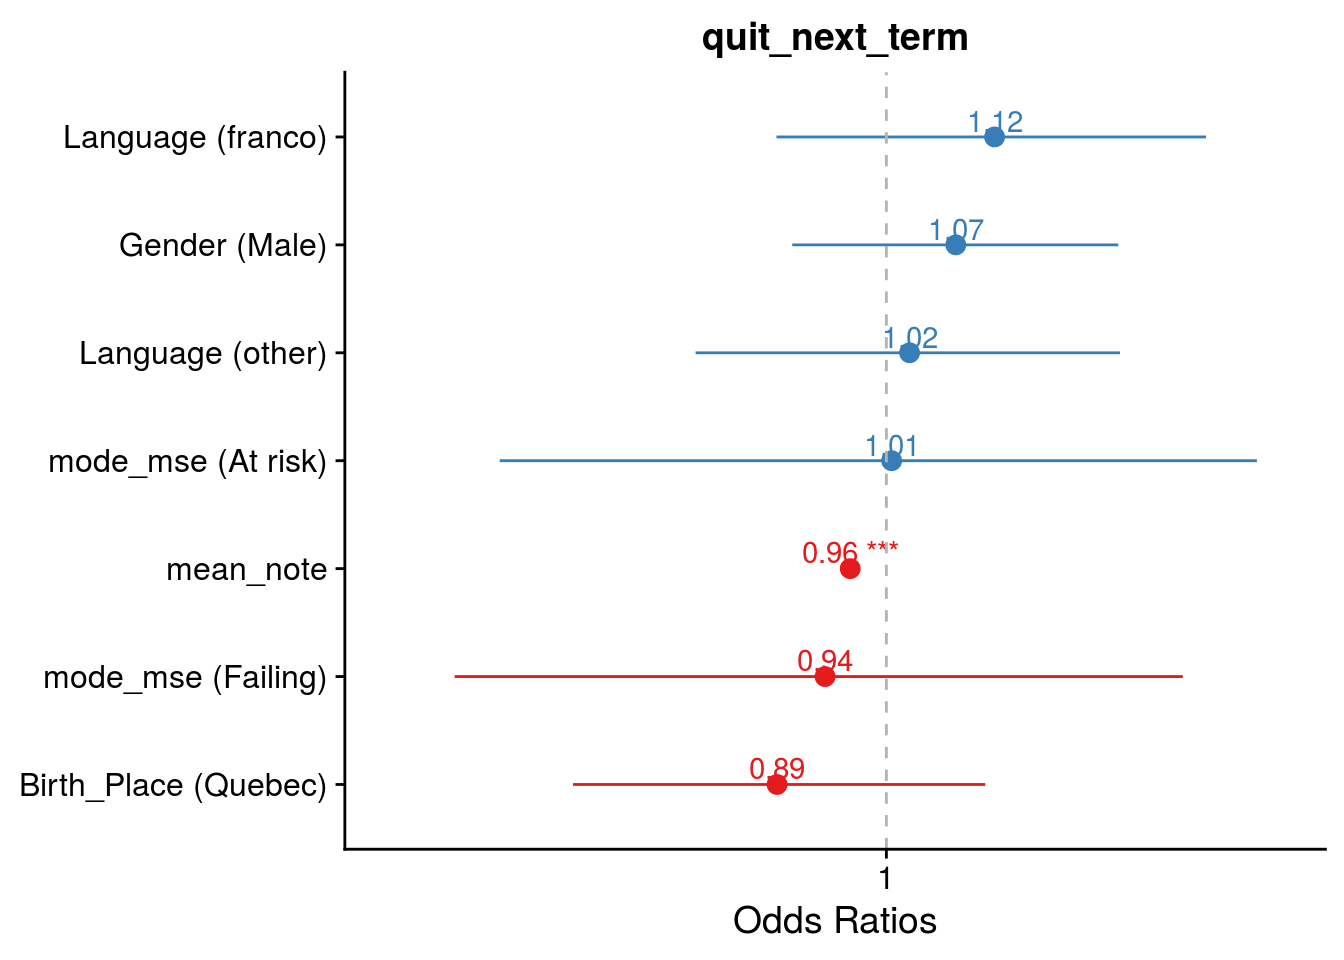 quit_next_term
Language (franco)
1.12
Gender (Male)
1.07
Language (other)
1.02
mode_mse (At risk)
1.01
mean_note
0.96 ***
mode_mse (Failing)
0.94
Birth_Place (Quebec)
0.89
1
Odds Ratios